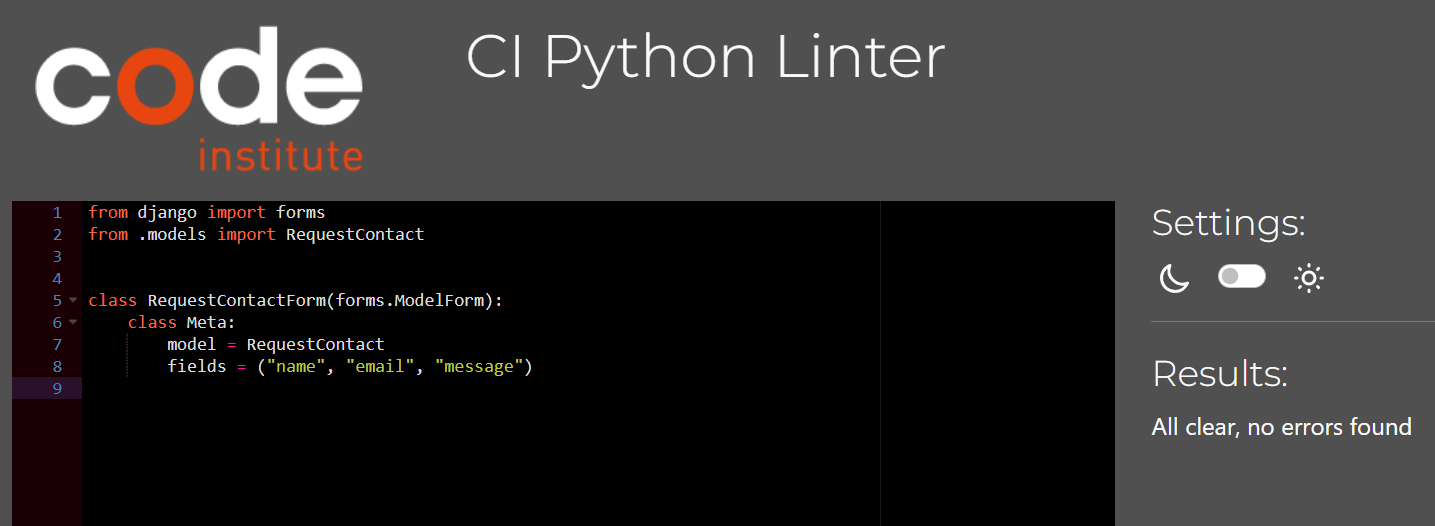 code
institute
CI Python Linter
1 from django import forms
2 from .models import RequestContact
3
4
5 class RequestContactForm(forms.ModelForm):
6     class Meta:
7         model = RequestContact
8         fields = ("name", "email", "message")
9
Settings:
Results:
All clear, no errors found